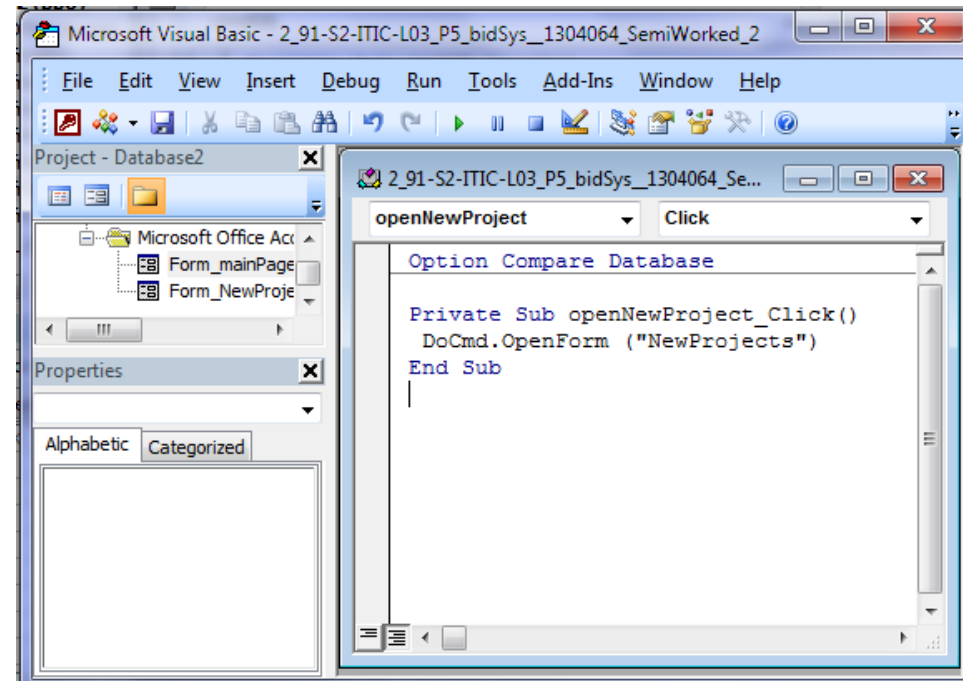 Microsoft Visual Basic - 2_91-S2-ITIC-L03_P5_bidSys__1304064_SemiWorked_2
File Edit View Insert Debug Run Tools Add-Ins Window Help
Project - Database2
Microsoft Office Acc
Form_mainPage
Form_NewProje
Properties
Alphabetic Categorized
2_91-S2-ITIC-L03_P5_bidSys__1304064_Se...
openNewProject Click
Option Compare Database
Private Sub openNewProject_Click()
DoCmd.OpenForm ("NewProjects")
End Sub